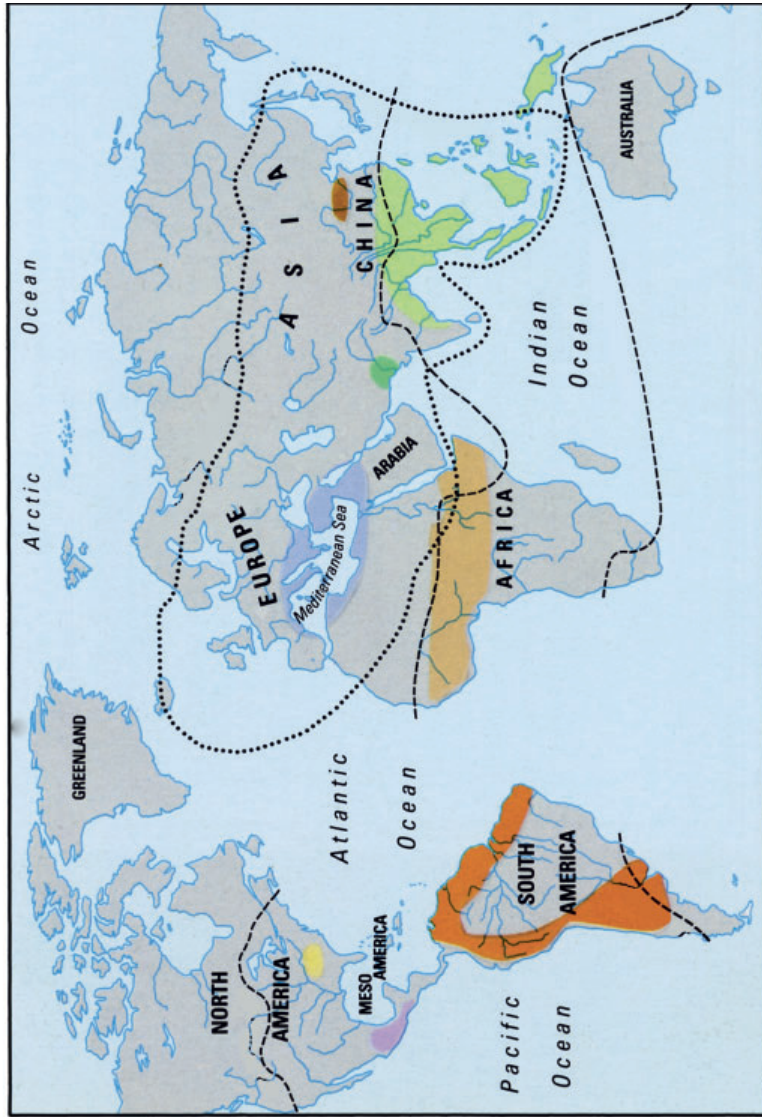 Arctic Ocean
GREENLAND
EUROPE
ASIA
NORTH
AMERICA
Atlantic
Ocean
Mediterranean Sea
ARABIA
CHINA
MESO
AMERICA
AFRICA
Pacific
Ocean
SOUTH
AMERICA
Indian
Ocean
AUSTRALIA